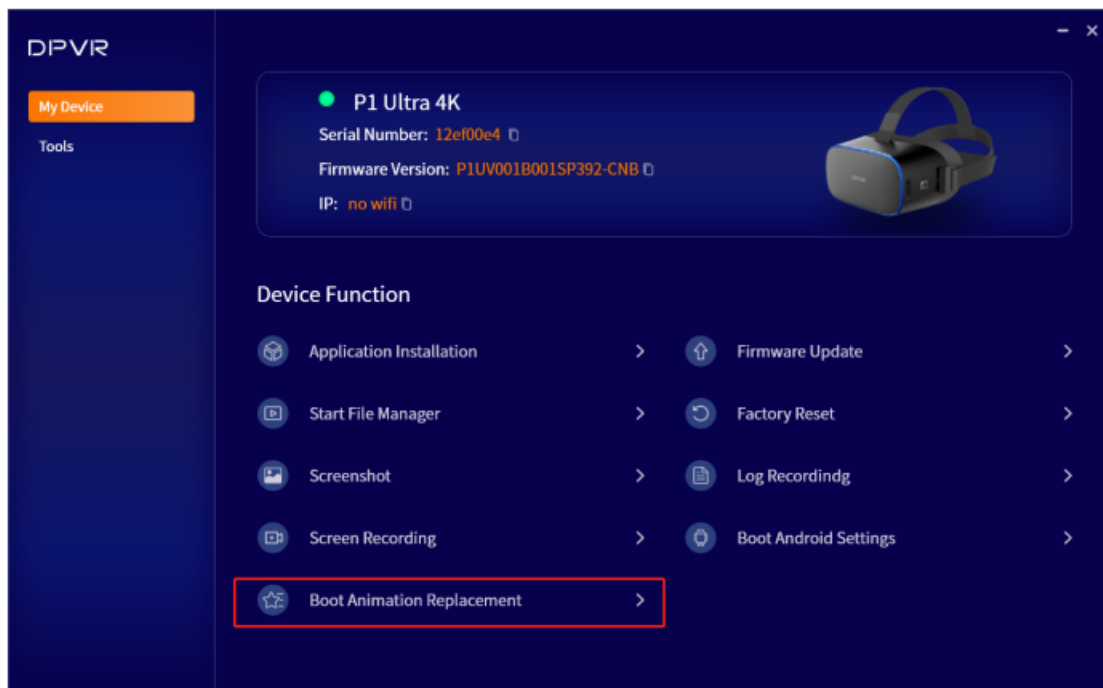 DPVR
My Device
Tools
P1 Ultra 4K
Serial Number: 12ef00e4
Firmware Version: P1UV001B001SP392-CNB
IP: no wifi
Device Function
Application Installation
Firmware Update
Start File Manager
Factory Reset
Screenshot
Log Recordindg
Screen Recording
Boot Android Settings
Boot Animation Replacement